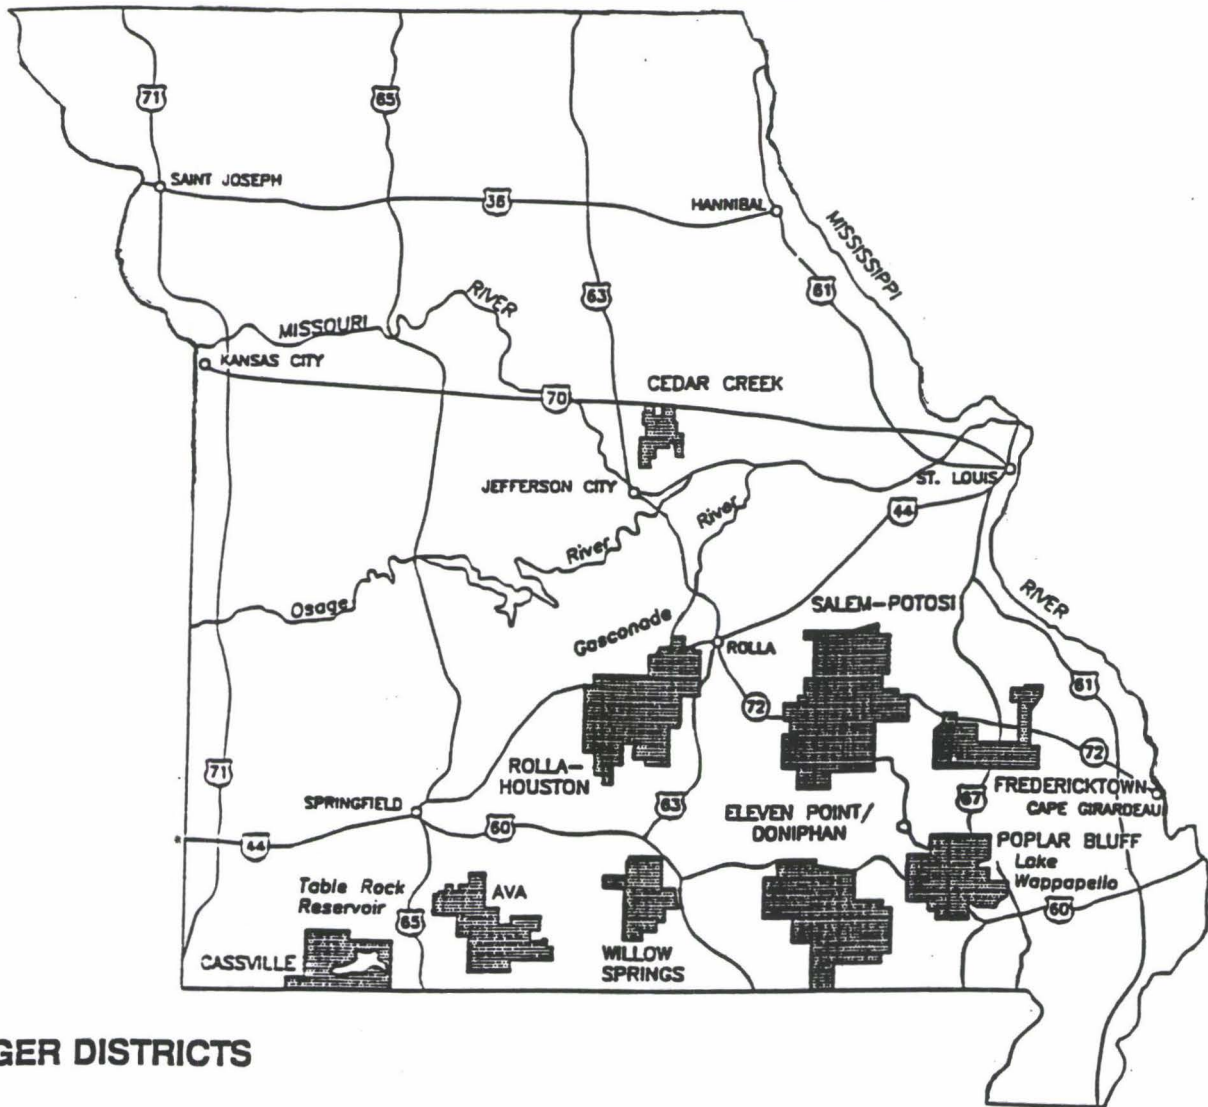 71
65
SAINT JOSEPH
36
HANNIBAL
MISSISSIPPI
RIVER
63
61
MISSOURI
KANSAS CITY
CEDAR CREEK
70
JEFFERSON CITY
ST. LOUIS
River
44
River
Osage
RIVER
SALEM-POTOSI
Gasconade
ROLLA
61
72
72
71
ROLLA-
HOUSTON
FREDERICKTOWN
SPRINGFIELD
63
67
CAPE GIRARDEAU
ELEVEN POINT/
DONIPHAN
60
44
POPLAR BLUFF
Lake
Wappapello
Table Rock
Reservoir
AVA
65
60
CASSVILLE
WILLOW
SPRINGS
GER DISTRICTS